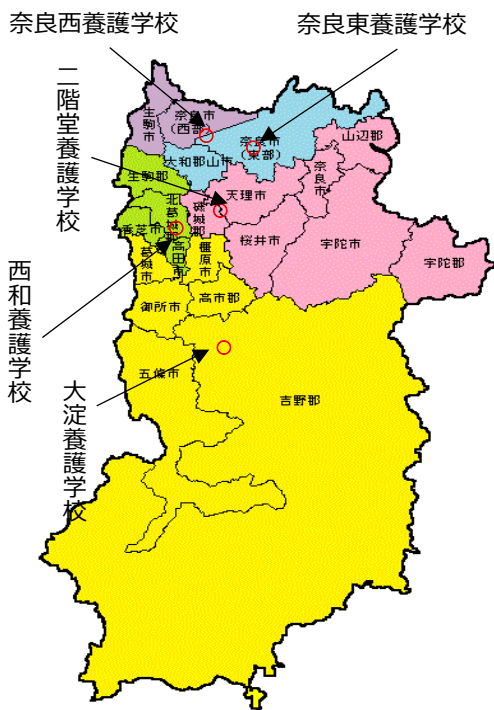 奈良西養護学校
奈良東養護学校
二階堂養護学校
西和養護学校
大淀養護学校
生駒市
奈良市
(西部)
奈良市
(東部)
山辺郡
大和郡山市
生駒郡
奈良市
天理市
北葛城郡
磯城郡
香芝市
桜井市
宇陀市
宇陀郡
高田市
橿原市
葛城市
御所市
高市郡
五條市
吉野郡